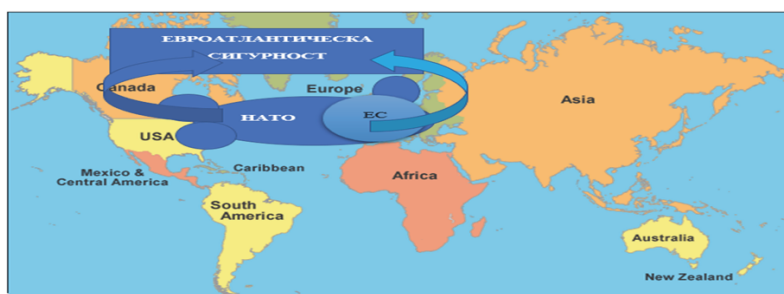 ЕВРОАТЛАНТИЧЕСКА
СИГУРНОСТ
Canada
Europe
Asia
USA
НАТО
ЕС
Mexico &
Central America
Caribbean
Africa
South
America
Australia
New Zealand